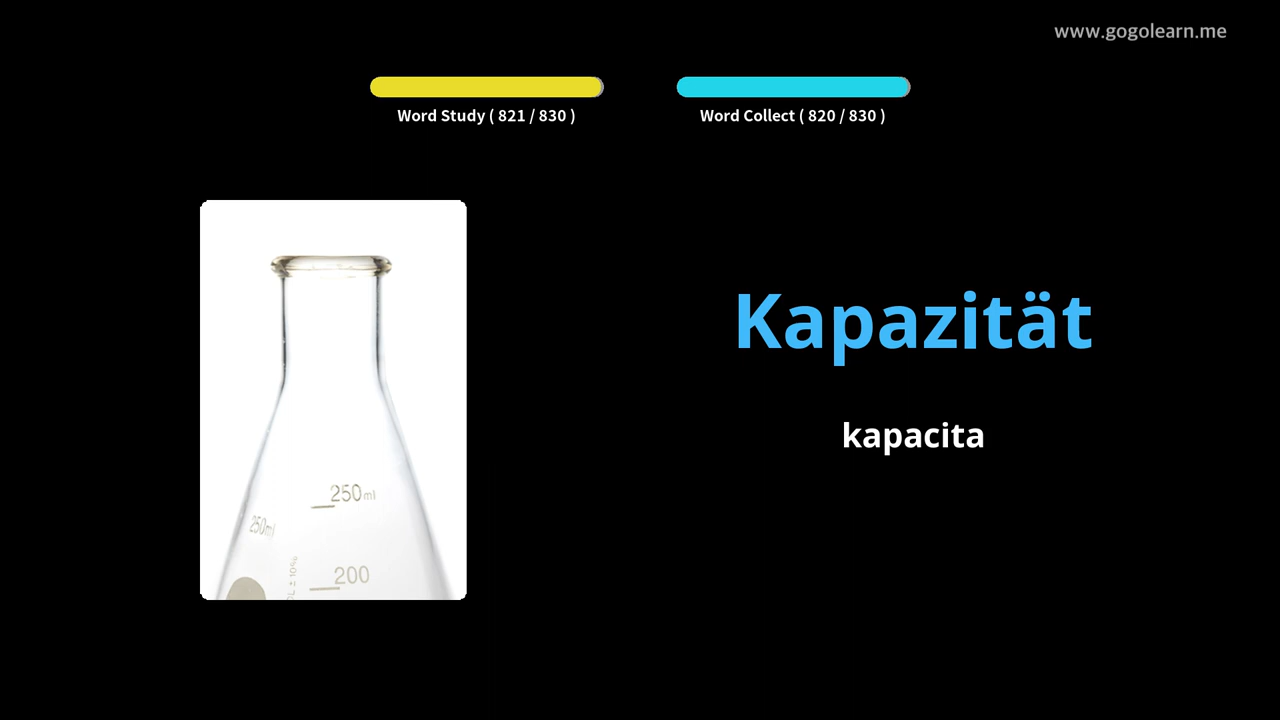 www.gogolearn.me
Word Study ( 821 / 830 )
Word Collect ( 820 / 830 )
Kapazität
kapacita
250ml
250ml
200